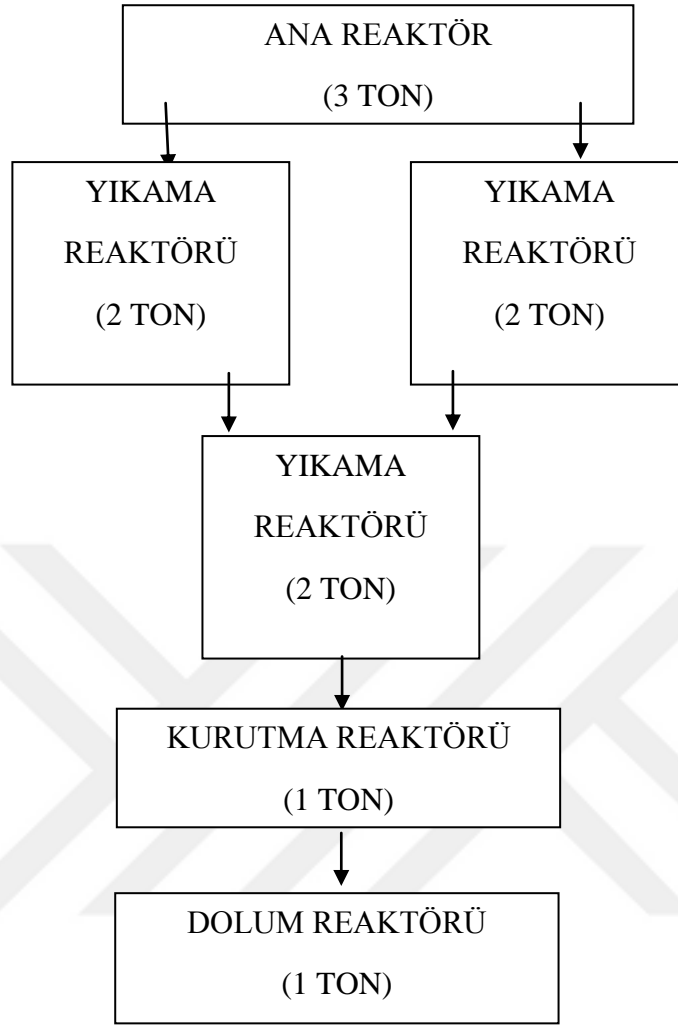 ANA REAKTÖR
(3 TON)
YIKAMA
REAKTÖRÜ
(2 TON)
YIKAMA
REAKTÖRÜ
(2 TON)
YIKAMA
REAKTÖRÜ
(2 TON)
KURUTMA REAKTÖRÜ
(1 TON)
DOLUM REAKTÖRÜ
(1 TON)